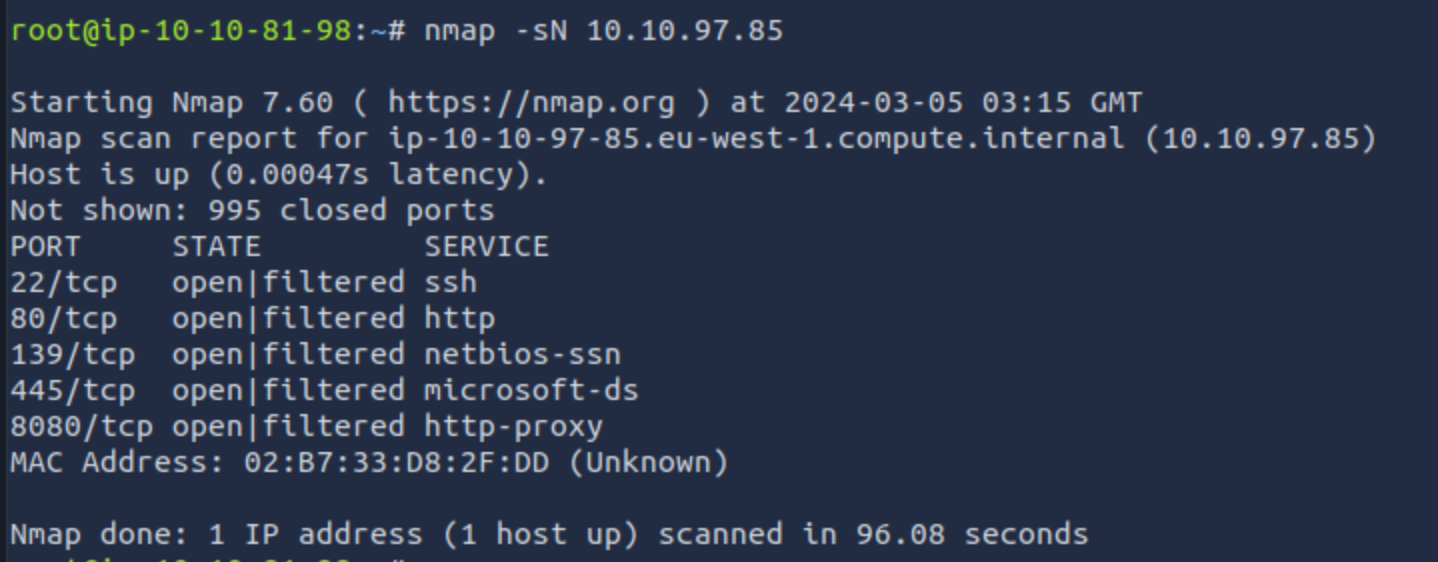 root@ip-10-10-81-98:~# nmap -sN 10.10.97.85
Starting Nmap 7.60 ( https://nmap.org ) at 2024-03-05 03:15 GMT
Nmap scan report for ip-10-10-97-85.eu-west-1.compute.internal (10.10.97.85)
Host is up (0.00047s latency).
Not shown: 995 closed ports
PORT     STATE         SERVICE
22/tcp   open|filtered ssh
80/tcp   open|filtered http
139/tcp  open|filtered netbios-ssn
445/tcp  open|filtered microsoft-ds
8080/tcp open|filtered http-proxy
MAC Address: 02:B7:33:D8:2F:DD (Unknown)
Nmap done: 1 IP address (1 host up) scanned in 96.08 seconds